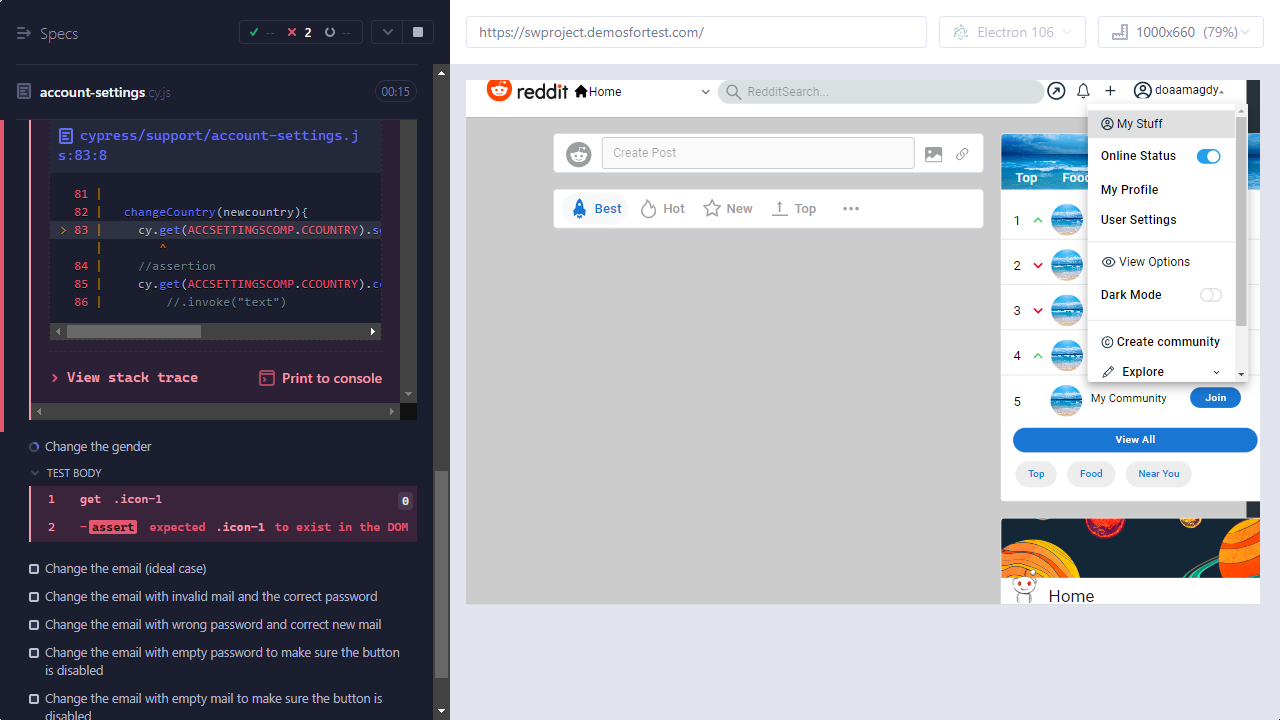 Specs
-- 2 --
account-settings.cy.js
00:15
cypress/support/account-settings.j
s:83:8
81 |
82 | changeCountry(newcountry){
> 83 | cy.get(ACCSETTINGSCOMP.CCOUNTRY).s
| ^
84 | //assertion
85 | cy.get(ACCSETTINGSCOMP.CCOUNTRY).c
86 | //.invoke("text")
> View stack trace
Print to console
Change the gender
TEST BODY
1 get .icon-1 0
2 -assert expected .icon-1 to exist in the DOM
Change the email (ideal case)
Change the email with invalid mail and the correct password
Change the email with wrong password and correct new mail
Change the email with empty password to make sure the button
is disabled
Change the email with empty mail to make sure the button is
disabled
https://swproject.demosfortest.com/
Electron 106
1000x660 (79%)
reddit
Home
RedditSearch...
doaamagdy
Create Post
Best
Hot
New
Top
Top
Food
1
2
3
4
5
My Community
Join
View All
Top
Food
Near You
Home
My Stuff
Online Status
My Profile
User Settings
View Options
Dark Mode
Create community
Explore